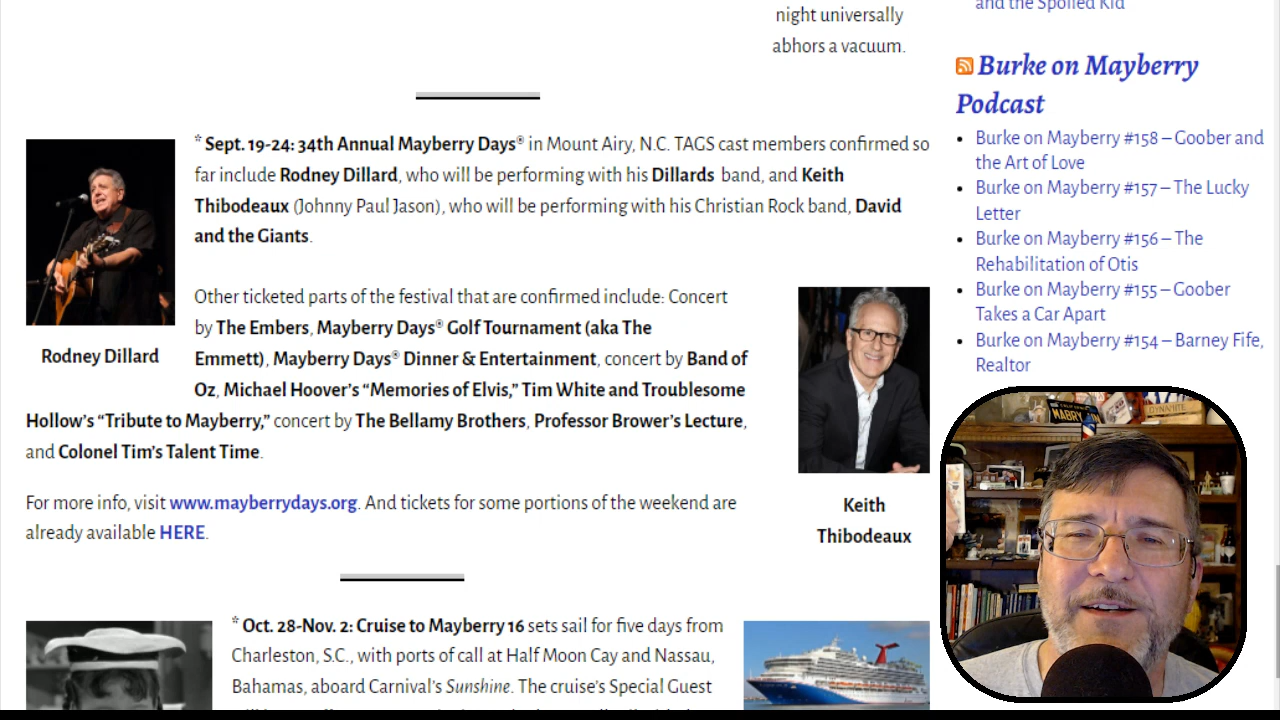 night universally
abhors a vacuum.
* Sept. 19-24: 34th Annual Mayberry Days® in Mount Airy, N.C. TAGS cast members confirmed so
far include Rodney Dillard, who will be performing with his Dillards band, and Keith
Thibodeaux (Johnny Paul Jason), who will be performing with his Christian Rock band, David
and the Giants.
Rodney Dillard
Other ticketed parts of the festival that are confirmed include: Concert
by The Embers, Mayberry Days® Golf Tournament (aka The
Emmett), Mayberry Days® Dinner & Entertainment, concert by Band of
Oz, Michael Hoover's “Memories of Elvis,” Tim White and Troublesome
Hollow's “Tribute to Mayberry,” concert by The Bellamy Brothers, Professor Brower's Lecture,
and Colonel Tim's Talent Time.
Keith
Thibodeaux
For more info, visit www.mayberrydays.org. And tickets for some portions of the weekend are
already available HERE.
* Oct. 28-Nov. 2: Cruise to Mayberry 16 sets sail for five days from
Charleston, S.C., with ports of call at Half Moon Cay and Nassau,
Bahamas, aboard Carnival's Sunshine. The cruise's Special Guest
and the Spoiled Kid
Burke on Mayberry
Podcast
• Burke on Mayberry #158 – Goober and
the Art of Love
• Burke on Mayberry #157 – The Lucky
Letter
• Burke on Mayberry #156 – The
Rehabilitation of Otis
• Burke on Mayberry #155 – Goober
Takes a Car Apart
• Burke on Mayberry #154 – Barney Fife,
Realtor